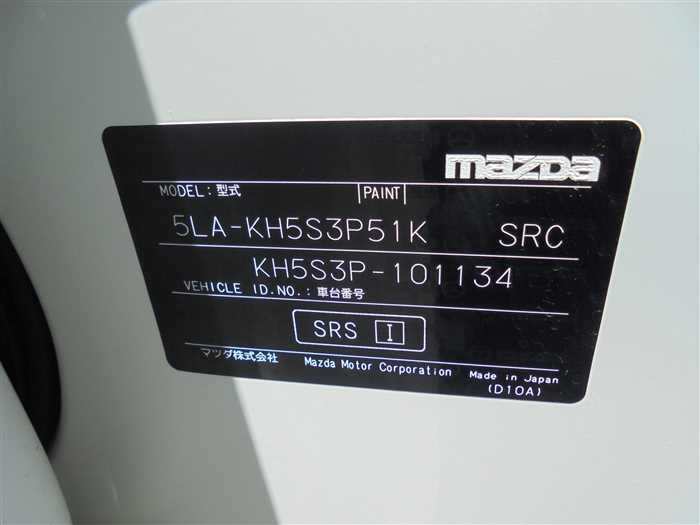 mazda
MODEL:型式 PAINT
5LA-KH5S3P51K SRC
KH5S3P-101134
VEHICLE ID.NO.:車台番号
SRS I
マツダ株式会社 Mazda Motor Corporation Made in Japan
(D10A)